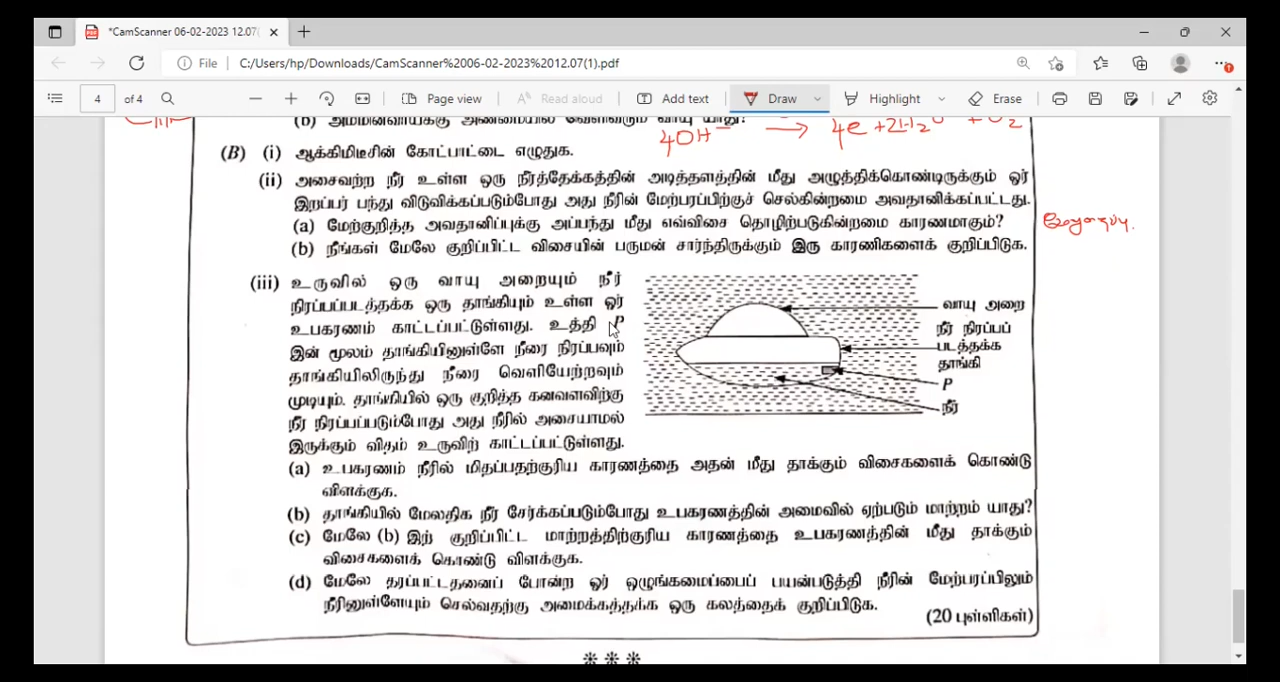 *CamScanner 06-02-2023 12.07(
File
C:/Users/hp/Downloads/CamScanner%2006-02-2023%2012.07(1).pdf
4 of 4
Page view
Read aloud
Add text
Draw
Highlight
Erase
(b) அம்மின்வாய்க்கு அண்மையில் வெளிவரும் வாயு யாது?
4OH⁻ → 4e + 2H₂O + O₂
(B) (i) ஆக்கிமிடீசின் கோட்பாட்டை எழுதுக.
(ii) அசைவற்ற நீர் உள்ள ஒரு நீர்த்தேக்கத்தின் அடித்தளத்தின் மீது அழுத்திக்கொண்டிருக்கும் ஓர்
இறப்பர் பந்து விடுவிக்கப்படும்போது அது நீரின் மேற்பரப்பிற்குச் செல்கின்றமை அவதானிக்கப்பட்டது.
(a) மேற்குறித்த அவதானிப்புக்கு அப்பந்து மீது எவ்விசை தொழிற்படுகின்றமை காரணமாகும்?
(b) நீங்கள் மேலே குறிப்பிட்ட விசையின் பருமன் சார்ந்திருக்கும் இரு காரணிகளைக் குறிப்பிடுக.
(iii) உருவில் ஒரு வாயு அறையும் நீர்
நிரப்பப்படத்தக்க ஒரு தாங்கியும் உள்ள ஓர்
உபகரணம் காட்டப்பட்டுள்ளது. உத்தி P
இன் மூலம் தாங்கியினுள்ளே நீரை நிரப்பவும்
தாங்கியிலிருந்து நீரை வெளியேற்றவும்
முடியும். தாங்கியில் ஒரு குறித்த கனவளவிற்கு
நீர் நிரப்பப்படும்போது அது நீரில் அசையாமல்
இருக்கும் விதம் உருவிற் காட்டப்பட்டுள்ளது.
வாயு அறை
நீர் நிரப்பப்
படத்தக்க
தாங்கி
P
நீர்
(a) உபகரணம் நீரில் மிதப்பதற்குரிய காரணத்தை அதன் மீது தாக்கும் விசைகளைக் கொண்டு
விளக்குக.
(b) தாங்கியில் மேலதிக நீர் சேர்க்கப்படும்போது உபகரணத்தின் அமைவில் ஏற்படும் மாற்றம் யாது?
(c) மேலே (b) இற் குறிப்பிட்ட மாற்றத்திற்குரிய காரணத்தை உபகரணத்தின் மீது தாக்கும்
விசைகளைக் கொண்டு விளக்குக.
(d) மேலே தரப்பட்டதனைப் போன்ற ஓர் ஒழுங்கமைப்பைப் பயன்படுத்தி நீரின் மேற்பரப்பிலும்
நீரினுள்ளேயும் செல்வதற்கு அமைக்கத்தக்க ஒரு கலத்தைக் குறிப்பிடுக.
(20 புள்ளிகள்)